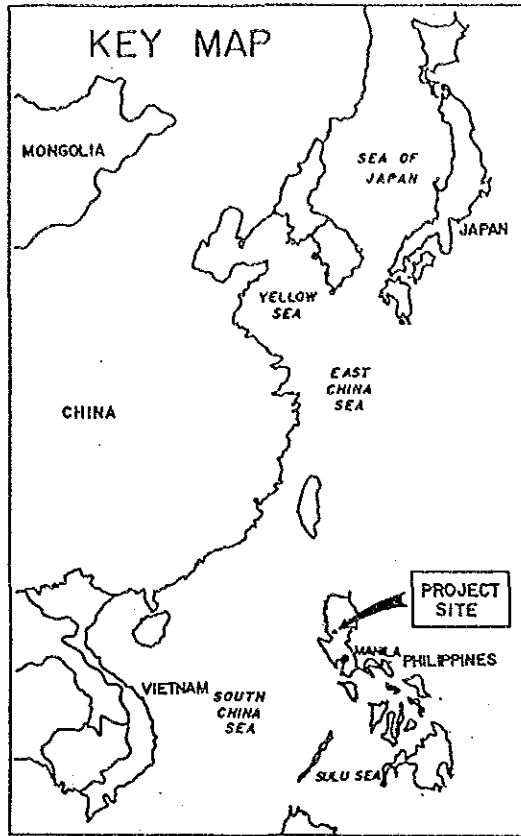 KEY MAP
MONGOLIA
SEA OF
JAPAN
JAPAN
YELLOW
SEA
EAST
CHINA
SEA
CHINA
PROJECT
SITE
MANILA
PHILIPPINES
VIETNAM
SOUTH
CHINA
SEA
SULU SEA